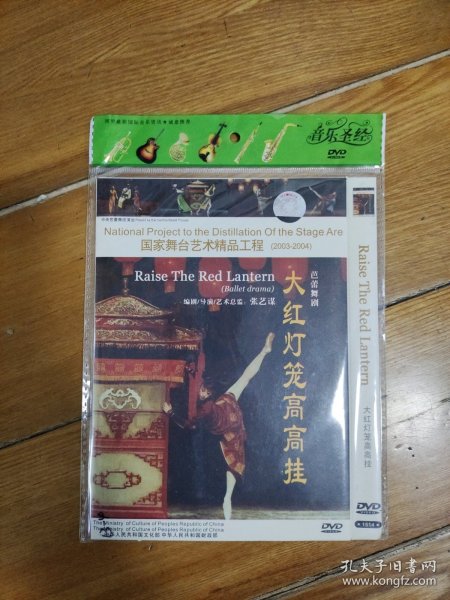 音乐圣经
DVD
National Project to the Distillation Of the Stage Are
国家舞台艺术精品工程 (2003-2004)
Raise The Red Lantern
(Ballet drama)
编剧/导演/艺术总监:张艺谋
芭蕾舞剧
大红灯笼高高挂
Raise The Red Lantern
大红灯笼高高挂
DVD
1514
The Ministry of Culture of Peoples Republic of China
The Ministry of Culture of Peoples Republic of China
人民共和国文化部 中华人民共和国财政部
DVD
孔夫子旧书网
www.kongfz.com